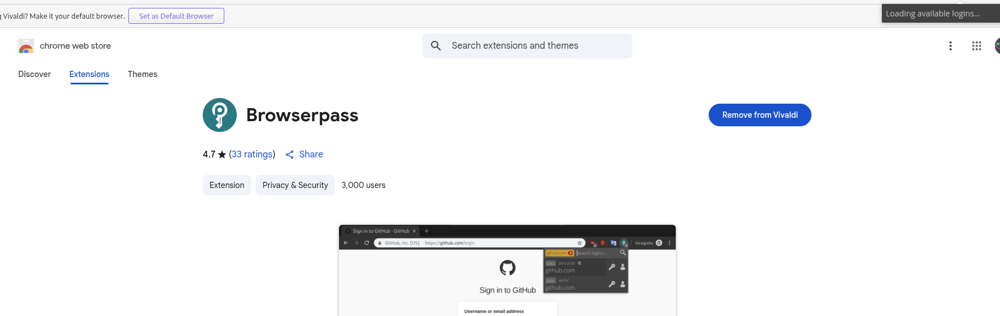 Vivaldi? Make it your default browser. Set as Default Browser
Loading available logins...
chrome web store
Search extensions and themes
Discover Extensions Themes
Browserpass
Remove from Vivaldi
4.7 ★ (33 ratings) Share
Extension Privacy & Security 3,000 users
Sign in to GitHub - GitHub × +
GitHub, Inc. [US] https://github.com/login Incognito
github.com Search logins...
pass personal/
github.com
pass work/
github.com
Sign in to GitHub
Username or email address